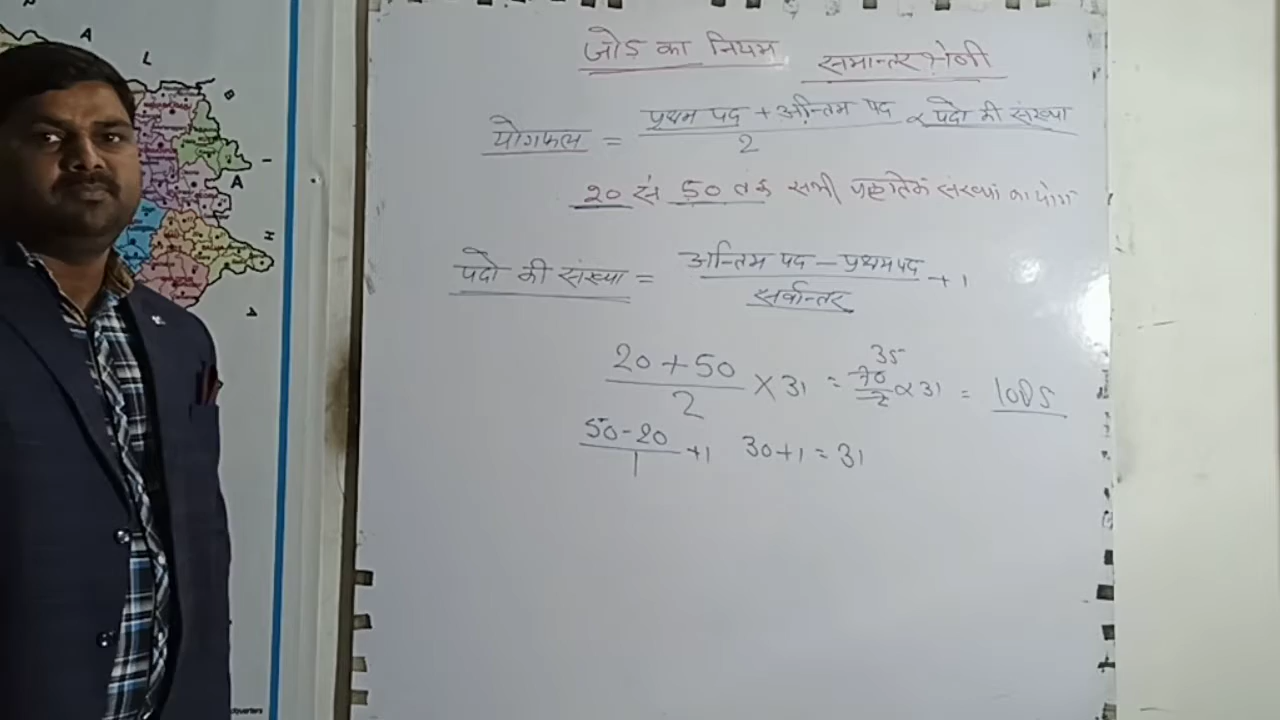 जोड़ का नियम समान्तर श्रेणी
योगफल = प्रथम पद + अन्तिम पद / 2 × पदो की संख्या
20 से 50 तक सभी प्राकृतिक संख्या का योग
पदो की संख्या = अन्तिम पद - प्रथम पद / सर्वान्तर + 1
20 + 50 / 2 × 31 = 70 / 2 × 31 = 1085
35
50 - 20 / 1 + 1 30 + 1 = 31